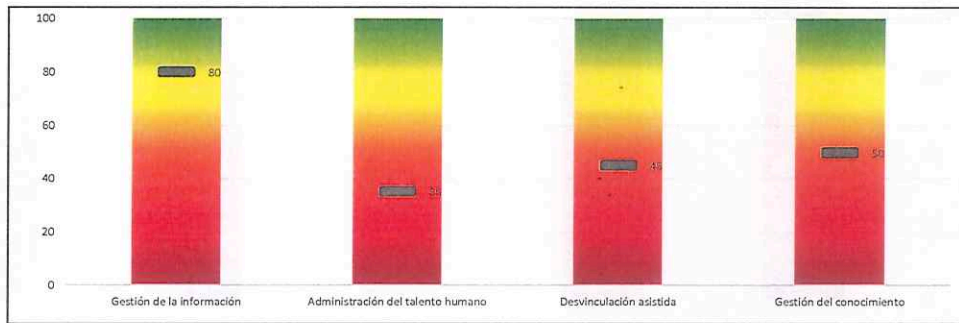 100
80
80
60
50
40
20
0
Gestión de la información
Administración del talento humano
Desvinculación asistida
Gestión del conocimiento